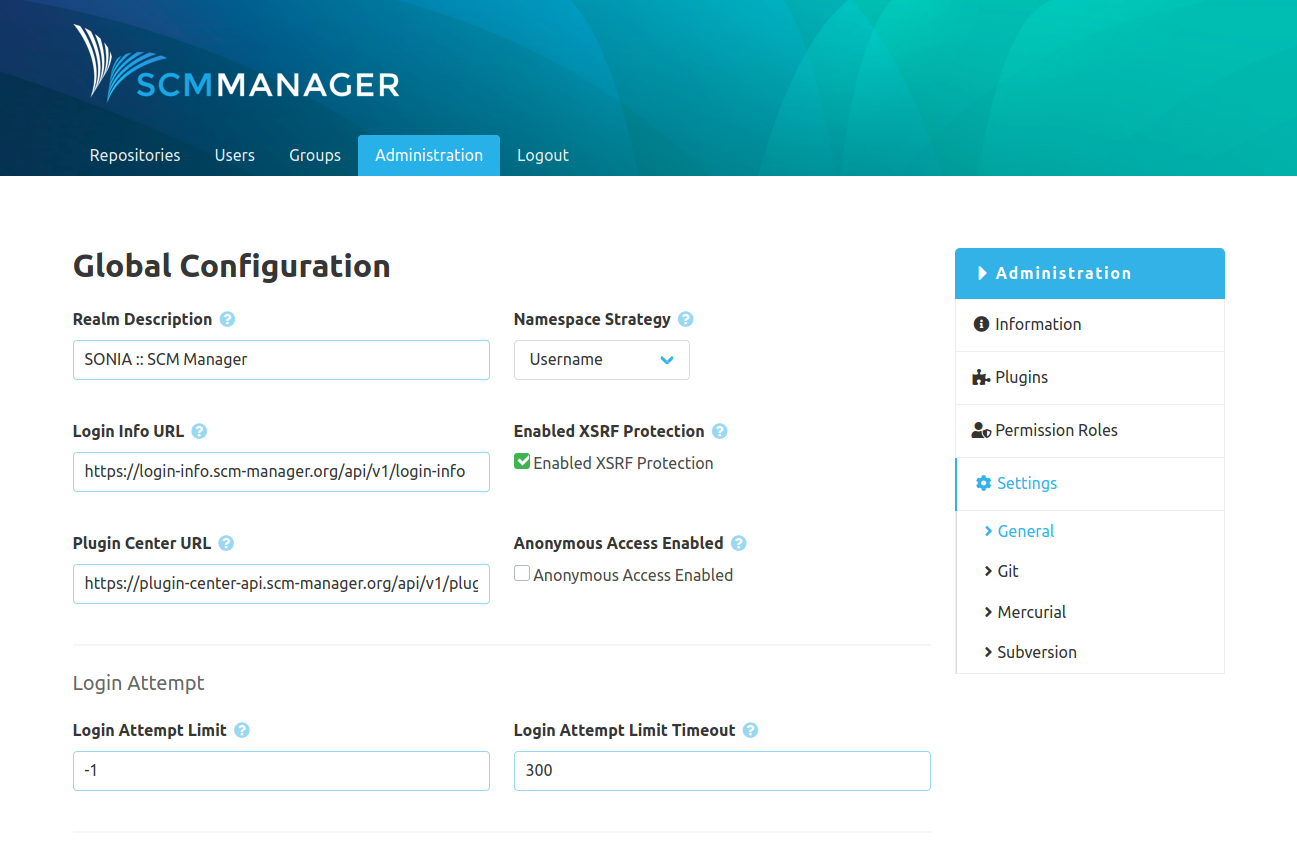 SCMMANAGER
Repositories Users Groups Administration Logout
Global Configuration
Realm Description
SONIA :: SCM Manager
Namespace Strategy
Username
Login Info URL
https://login-info.scm-manager.org/api/v1/login-info
Enabled XSRF Protection
Enabled XSRF Protection
Plugin Center URL
https://plugin-center-api.scm-manager.org/api/v1/plug
Anonymous Access Enabled
Anonymous Access Enabled
Login Attempt
Login Attempt Limit
-1
Login Attempt Limit Timeout
300
Administration
Information
Plugins
Permission Roles
Settings
General
Git
Mercurial
Subversion